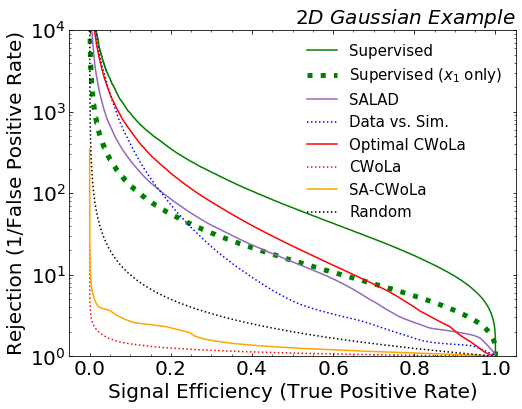 2D Gaussian Example
Rejection (1/False Positive Rate)
10^4
10^3
10^2
10^1
10^0
Supervised
Supervised (x_1 only)
SALAD
Data vs. Sim.
Optimal CWoLa
CWoLa
SA-CWoLa
Random
0.0 0.2 0.4 0.6 0.8 1.0
Signal Efficiency (True Positive Rate)